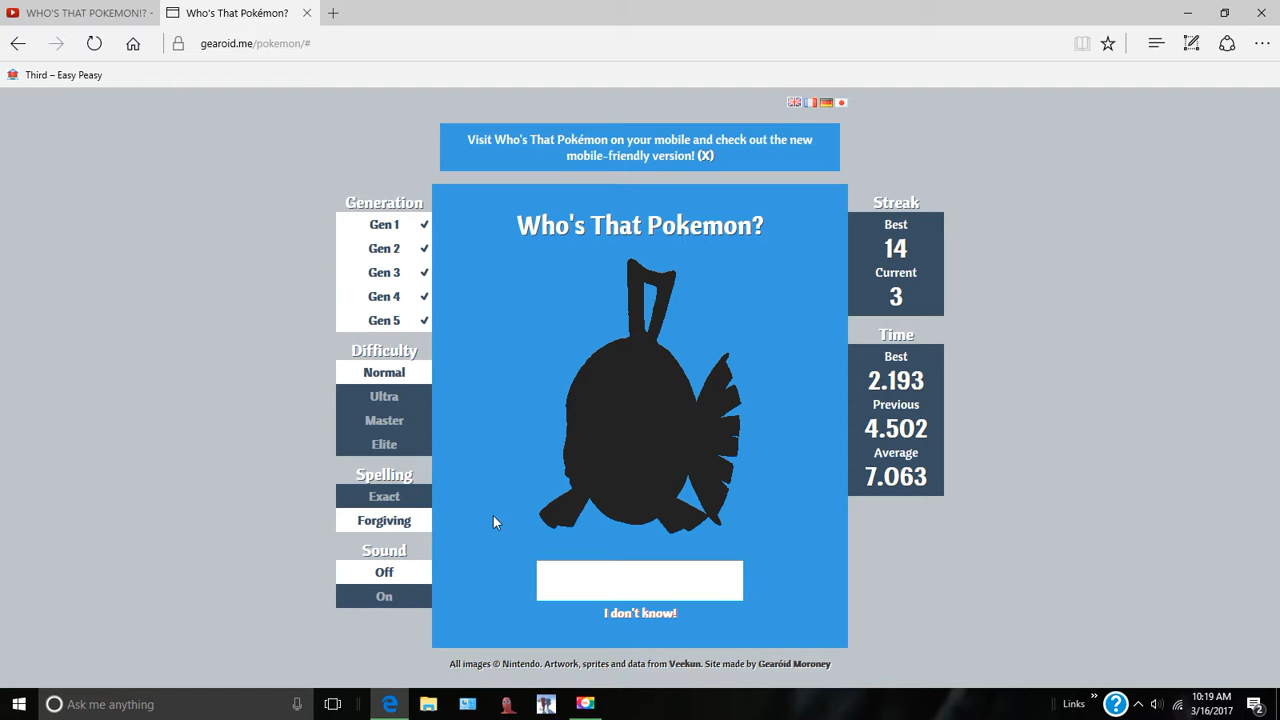 WHO'S THAT POKEMON!? -
Who's That Pokémon?
gearoid.me/pokemon/#
Third – Easy Peasy
Visit Who's That Pokémon on your mobile and check out the new
mobile-friendly version! (X)
Generation
Gen 1 ✓
Gen 2 ✓
Gen 3 ✓
Gen 4 ✓
Gen 5 ✓
Difficulty
Normal
Ultra
Master
Elite
Spelling
Exact
Forgiving
Sound
Off
On
Who's That Pokemon?
I don't know!
Streak
Best
14
Current
3
Time
Best
2.193
Previous
4.502
Average
7.063
All images © Nintendo. Artwork, sprites and data from Veekun. Site made by Gearóid Moroney
Ask me anything
Links
10:19 AM
3/16/2017
2